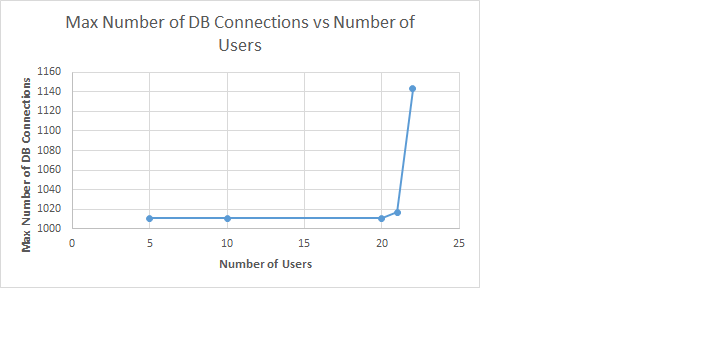 Max Number of DB Connections vs Number of
Users
Max Number of DB Connections
1160
1140
1120
1100
1080
1060
1040
1020
1000
0 5 10 15 20 25
Number of Users